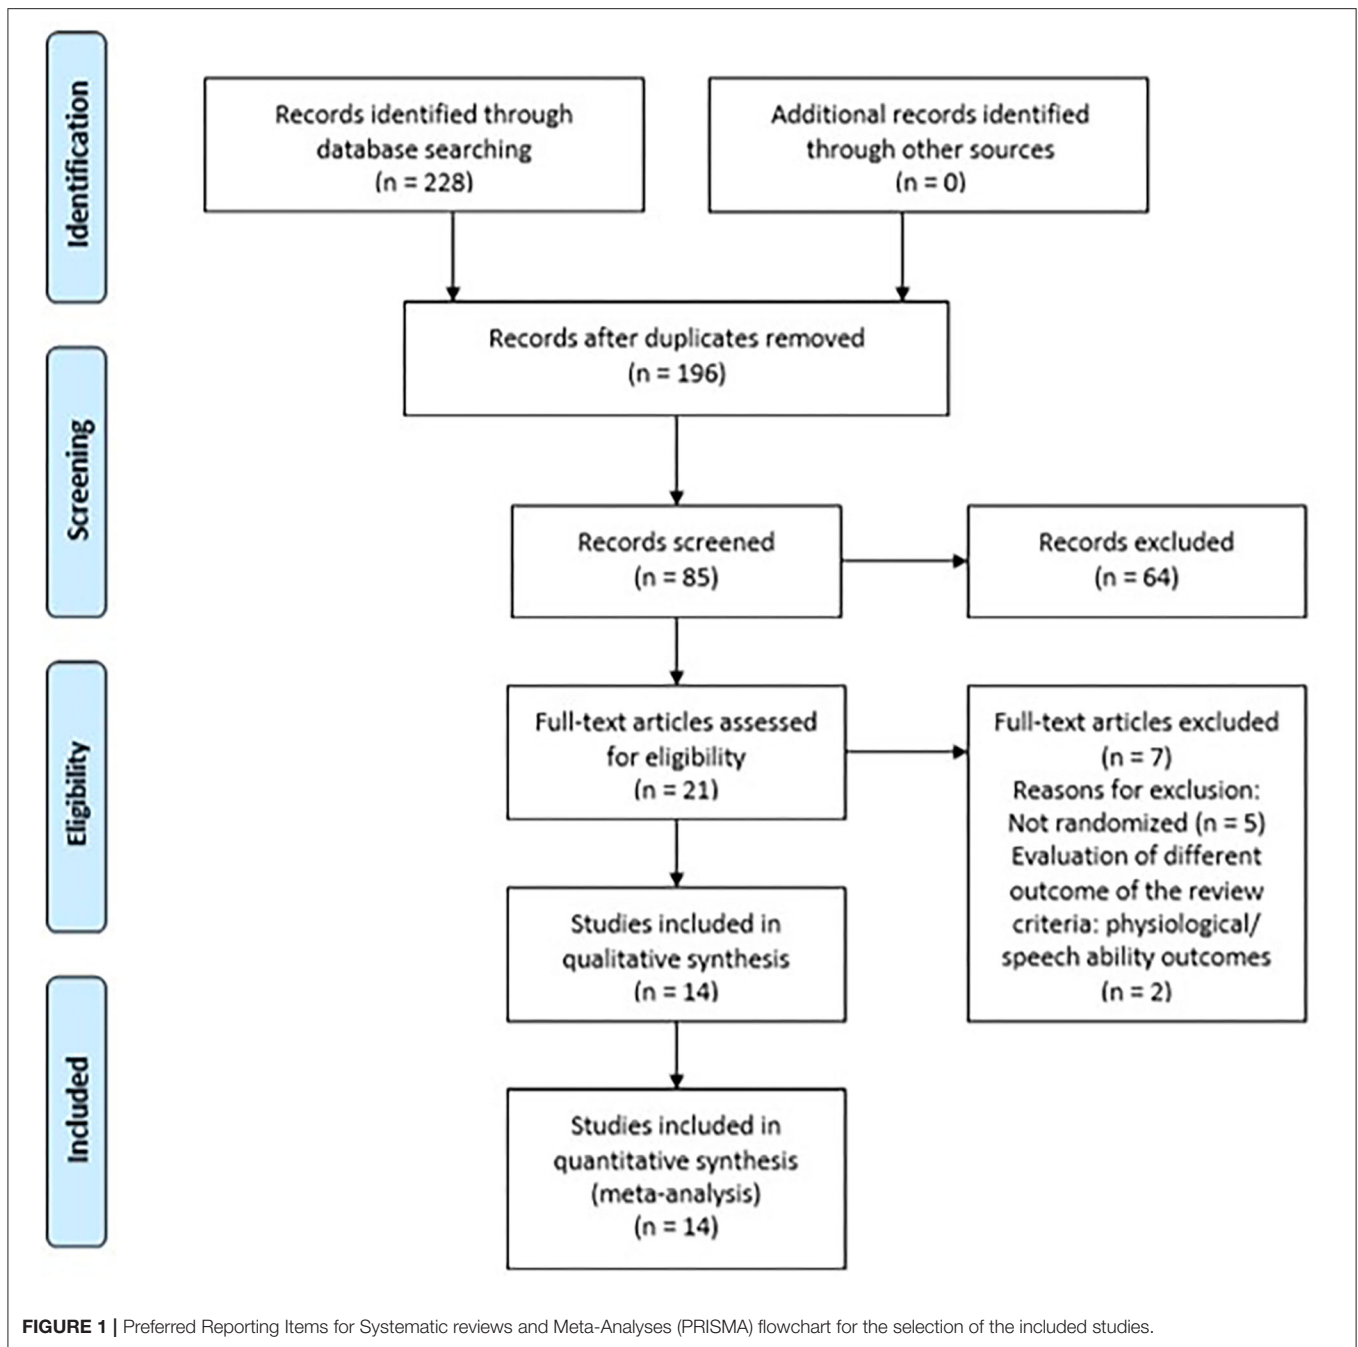 Identification
Records identified through
database searching
(n = 228)
Additional records identified
through other sources
(n = 0)
Records after duplicates removed
(n = 196)
Screening
Records screened
(n = 85)
Records excluded
(n = 64)
Eligibility
Full-text articles assessed
for eligibility
(n = 21)
Full-text articles excluded
(n = 7)
Reasons for exclusion:
Not randomized (n = 5)
Evaluation of different
outcome of the review
criteria: physiological/
speech ability outcomes
(n = 2)
Studies included in
qualitative synthesis
(n = 14)
Included
Studies included in
quantitative synthesis
(meta-analysis)
(n = 14)
FIGURE 1 | Preferred Reporting Items for Systematic reviews and Meta-Analyses (PRISMA) flowchart for the selection of the included studies.